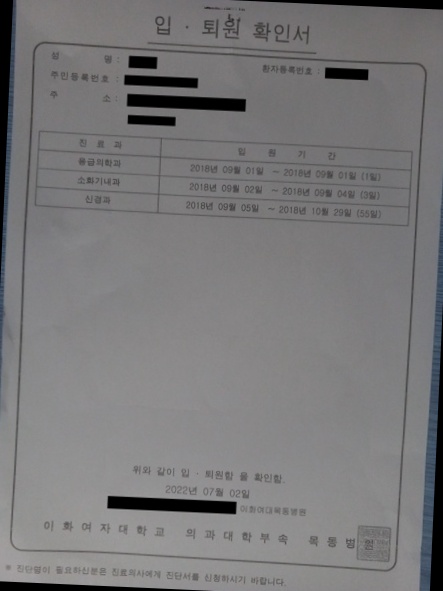 입 · 퇴원 확인서
성 명 :
환자등록번호 :
주민등록번호 :
주 소 :
진 료 과 입 원 기 간
응급의학과 2018년 09월 01일 ~ 2018년 09월 01일 (1일)
소화기내과 2018년 09월 02일 ~ 2018년 09월 04일 (3일)
신경과 2018년 09월 05일 ~ 2018년 10월 29일 (55일)
위와 같이 입 · 퇴원함 을 확인함.
2022년 07월 02일
이화여대목동병원
이 화 여 자 대 학 교 의 과 대 학 부 속 목 동 병 원
※ 진단명이 필요하신분은 진료의사에게 진단서를 신청하시기 바랍니다.